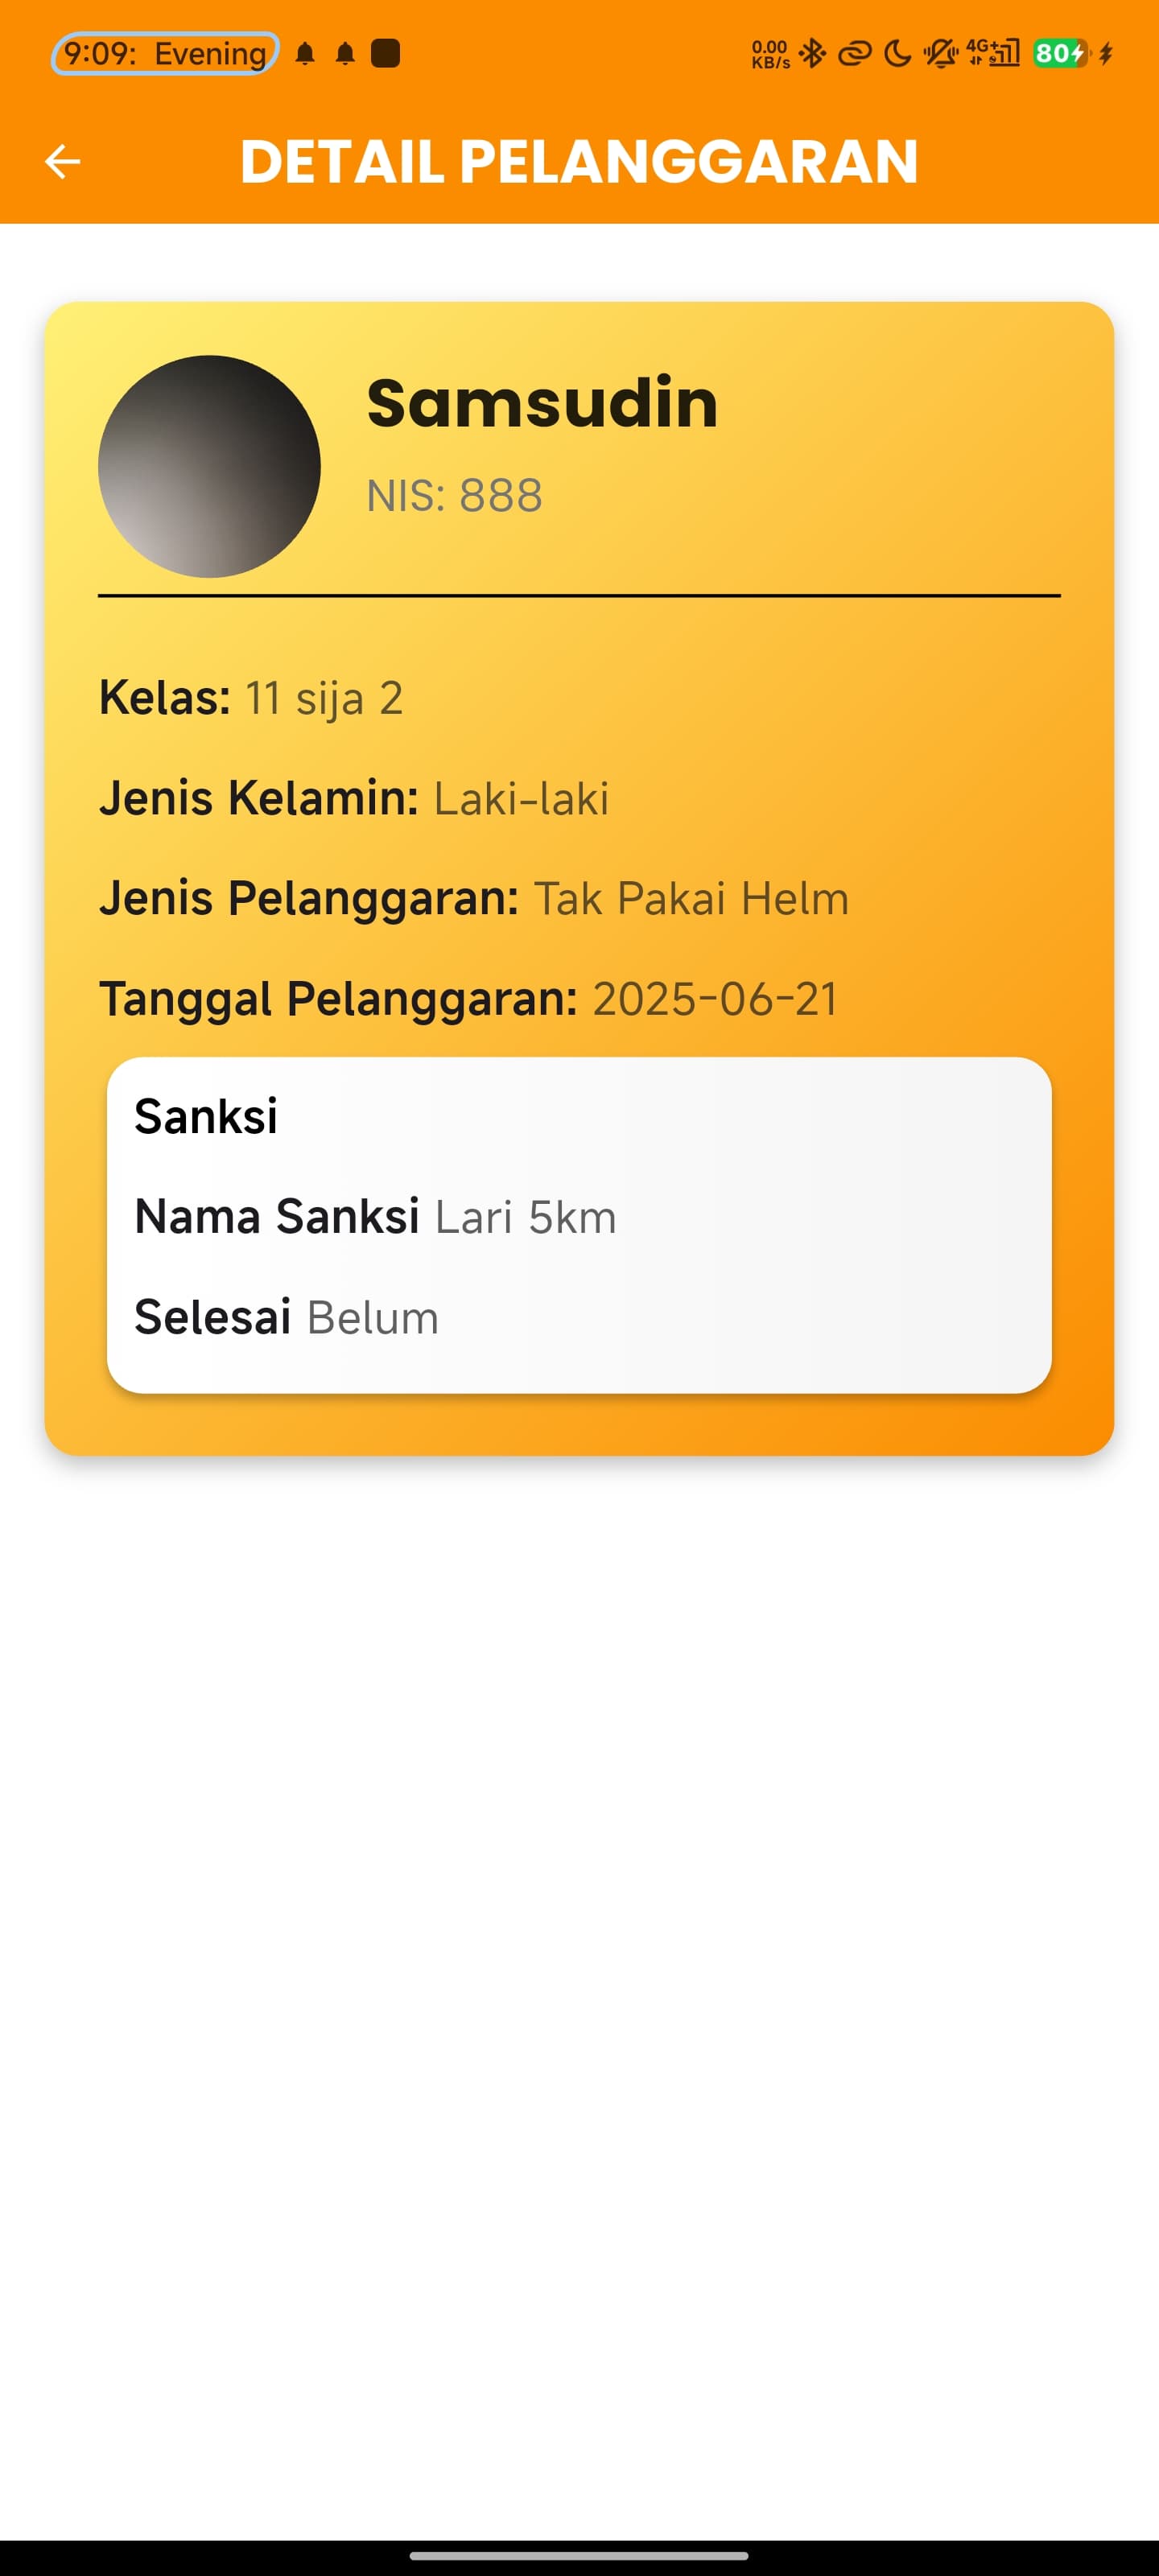 9:09: Evening
0.00 KB/s
4G+
80
DETAIL PELANGGARAN
Samsudin
NIS: 888
Kelas: 11 sija 2
Jenis Kelamin: Laki-laki
Jenis Pelanggaran: Tak Pakai Helm
Tanggal Pelanggaran: 2025-06-21
Sanksi
Nama Sanksi Lari 5km
Selesai Belum